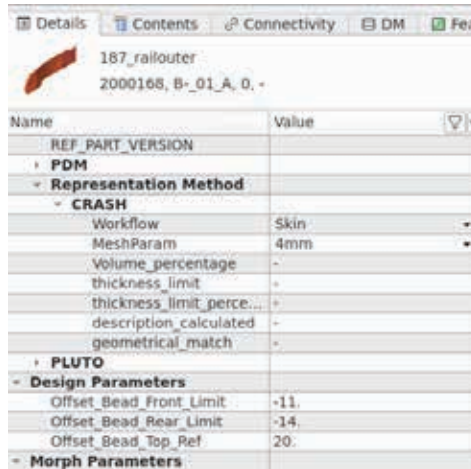 Details Contents Connectivity DM Fea
187_railouter
2000168, B-_01_A, 0, -
Name Value
REF_PART_VERSION
PDM
Representation Method
CRASH
Workflow Skin
MeshParam 4mm
Volume_percentage -
thickness_limit -
thickness_limit_perce... -
description_calculated -
geometrical_match -
PLUTO
Design Parameters
Offset_Bead_Front_Limit -11.
Offset_Bead_Rear_Limit -14.
Offset_Bead_Top_Ref 20.
Morph Parameters